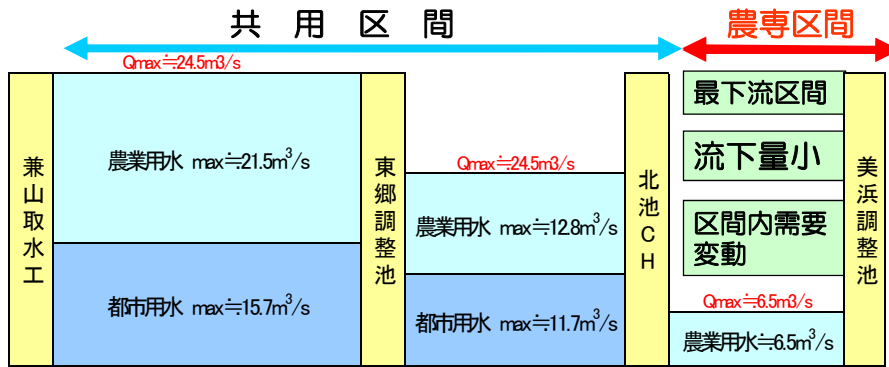 共用区間
農専区間
Qmax≒24.5m3/s
最下流区間
農業用水 max≒21.5m³/s
流下量小
Qmax≒24.5m3/s
兼山取水工
東郷調整池
北池CH
美浜調整池
農業用水 max≒12.8m³/s
区間内需要
変動
都市用水 max≒15.7m³/s
都市用水 max≒11.7m³/s
Qmax≒6.5m3/s
農業用水≒6.5m³/s